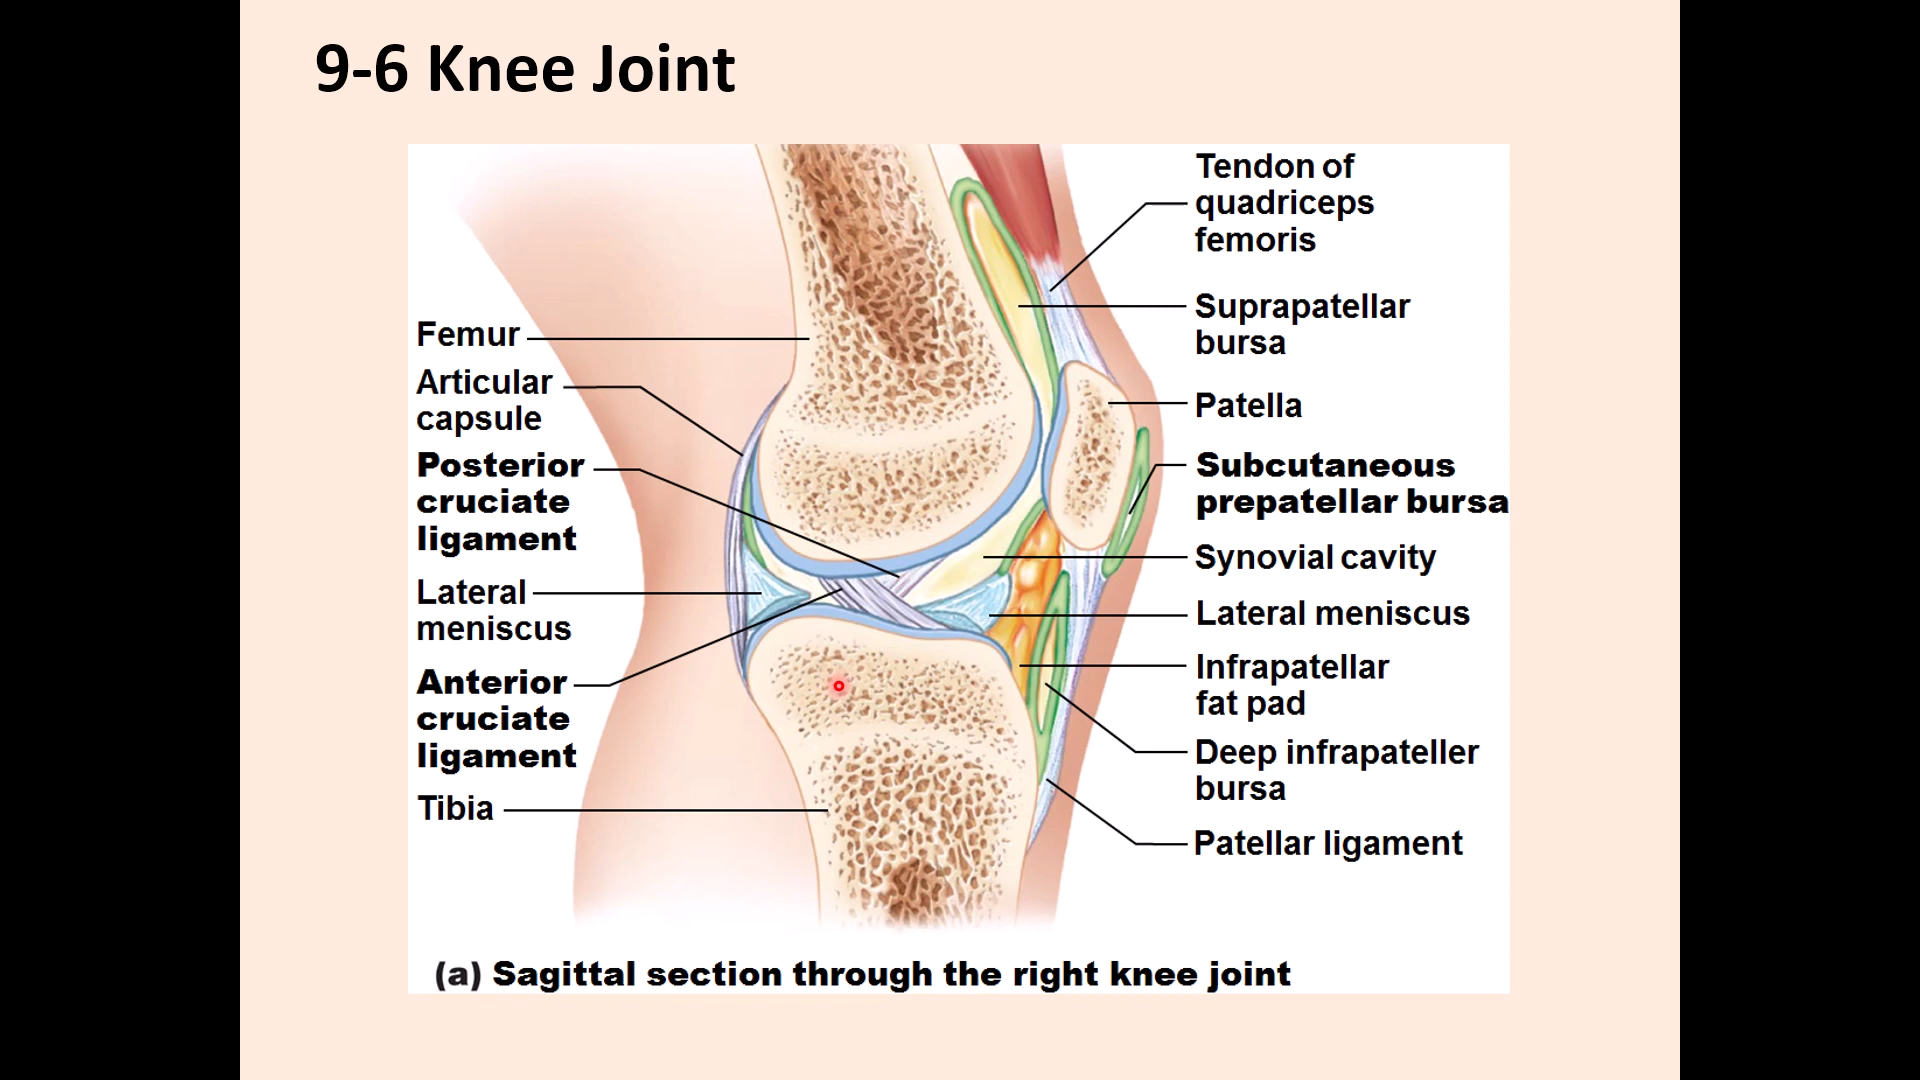 9-6 Knee Joint
Femur
Articular
capsule
Posterior
cruciate
ligament
Lateral
meniscus
Anterior
cruciate
ligament
Tibia
Tendon of
quadriceps
femoris
Suprapatellar
bursa
Patella
Subcutaneous
prepatellar bursa
Synovial cavity
Lateral meniscus
Infrapatellar
fat pad
Deep infrapateller
bursa
Patellar ligament
(a) Sagittal section through the right knee joint